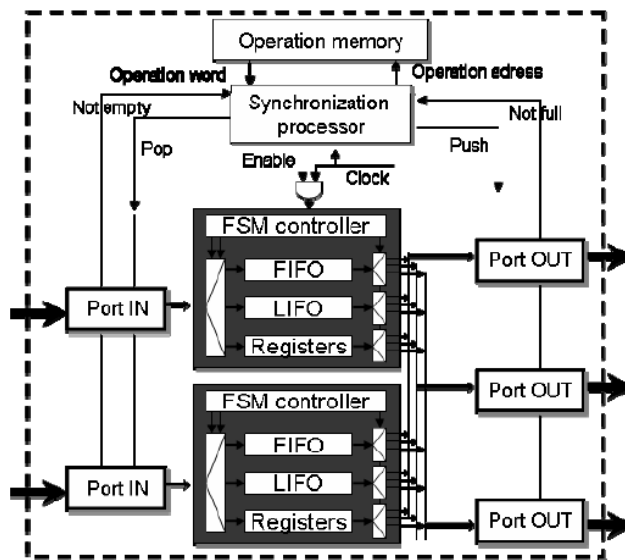 Operation memory
Operation word
Operation adress
Not empty
Synchronization
processor
Not full
Pop
Enable
Push
Clock
FSM controller
FIFO
Port OUT
Port IN
LIFO
Registers
FSM controller
Port OUT
FIFO
Port IN
LIFO
Registers
Port OUT